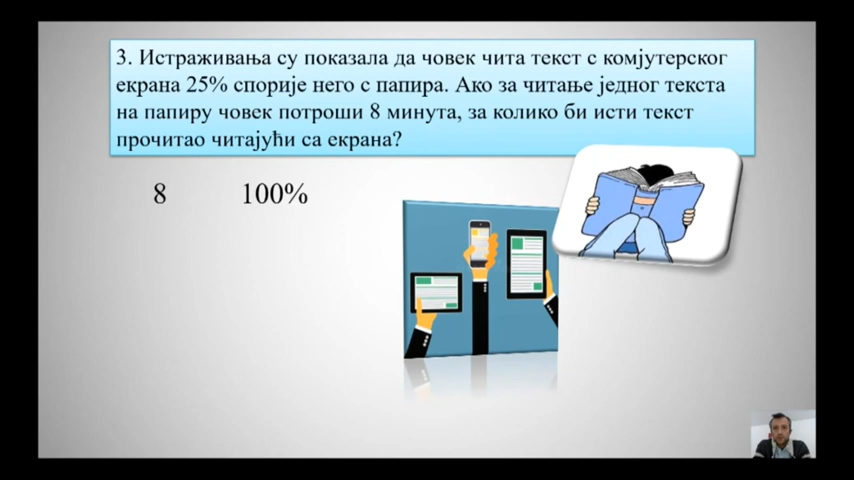 3. Истраживања су показала да човек чита текст с комјутерског
екрана 25% спорије него с папира. Ако за читање једног текста
на папиру човек потроши 8 минута, за колико би исти текст
прочитао читајући са екрана?
8 100%